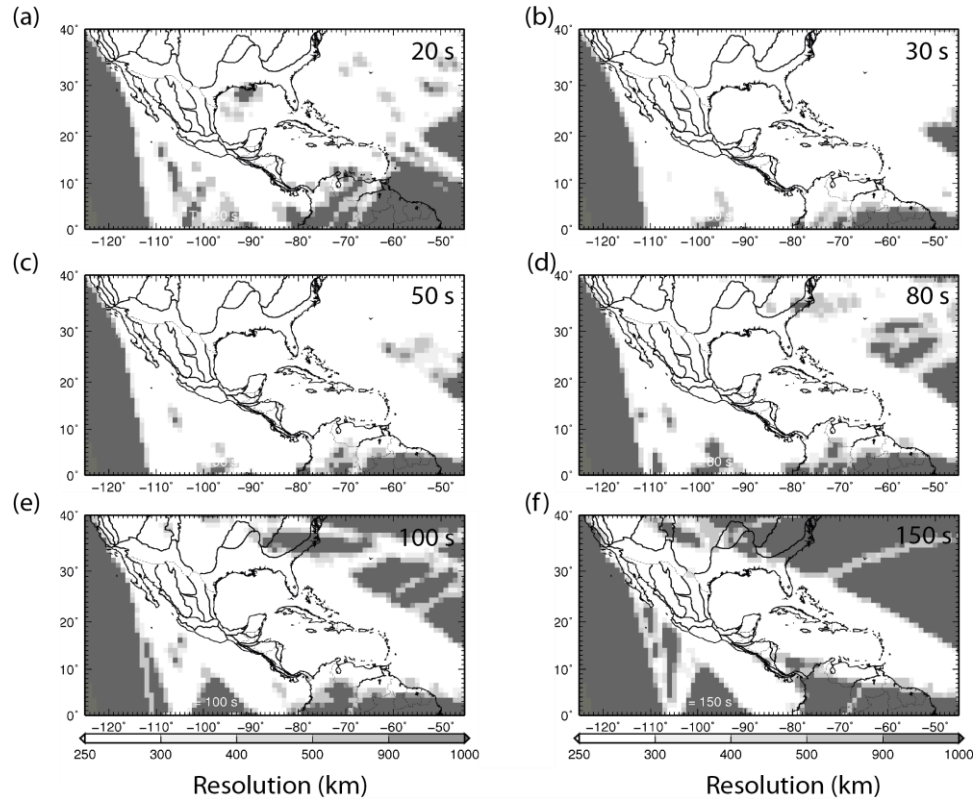 (a) (b)
40° 20 s 40° 30 s
30° 30°
20° 20°
10° 10°
0° 0°
−120° −110° −100° −90° −80° −70° −60° −50° −120° −110° −100° −90° −80° −70° −60° −50°
(c) (d)
40° 50 s 40° 80 s
30° 30°
20° 20°
10° 10°
0° 0°
−120° −110° −100° −90° −80° −70° −60° −50° −120° −110° −100° −90° −80° −70° −60° −50°
(e) (f)
40° 100 s 40° 150 s
30° 30°
20° 20°
10° 10°
0° = 100 s 0° = 150 s
−120° −110° −100° −90° −80° −70° −60° −50° −120° −110° −100° −90° −80° −70° −60° −50°
250 300 400 500 900 1000 250 300 400 500 900 1000
Resolution (km) Resolution (km)